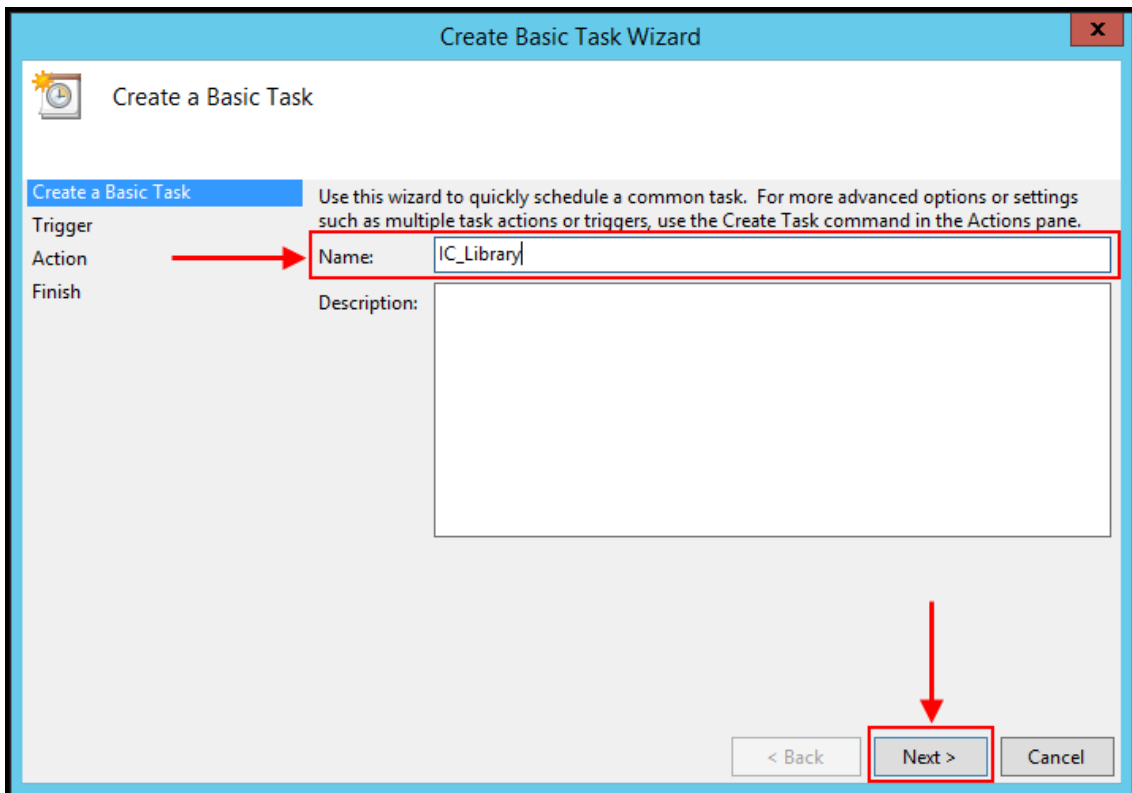 Create Basic Task Wizard
x
Create a Basic Task
Create a Basic Task
Trigger
Action
Finish
Use this wizard to quickly schedule a common task.  For more advanced options or settings
such as multiple task actions or triggers, use the Create Task command in the Actions pane.
Name: IC_Library
Description:
< Back Next > Cancel